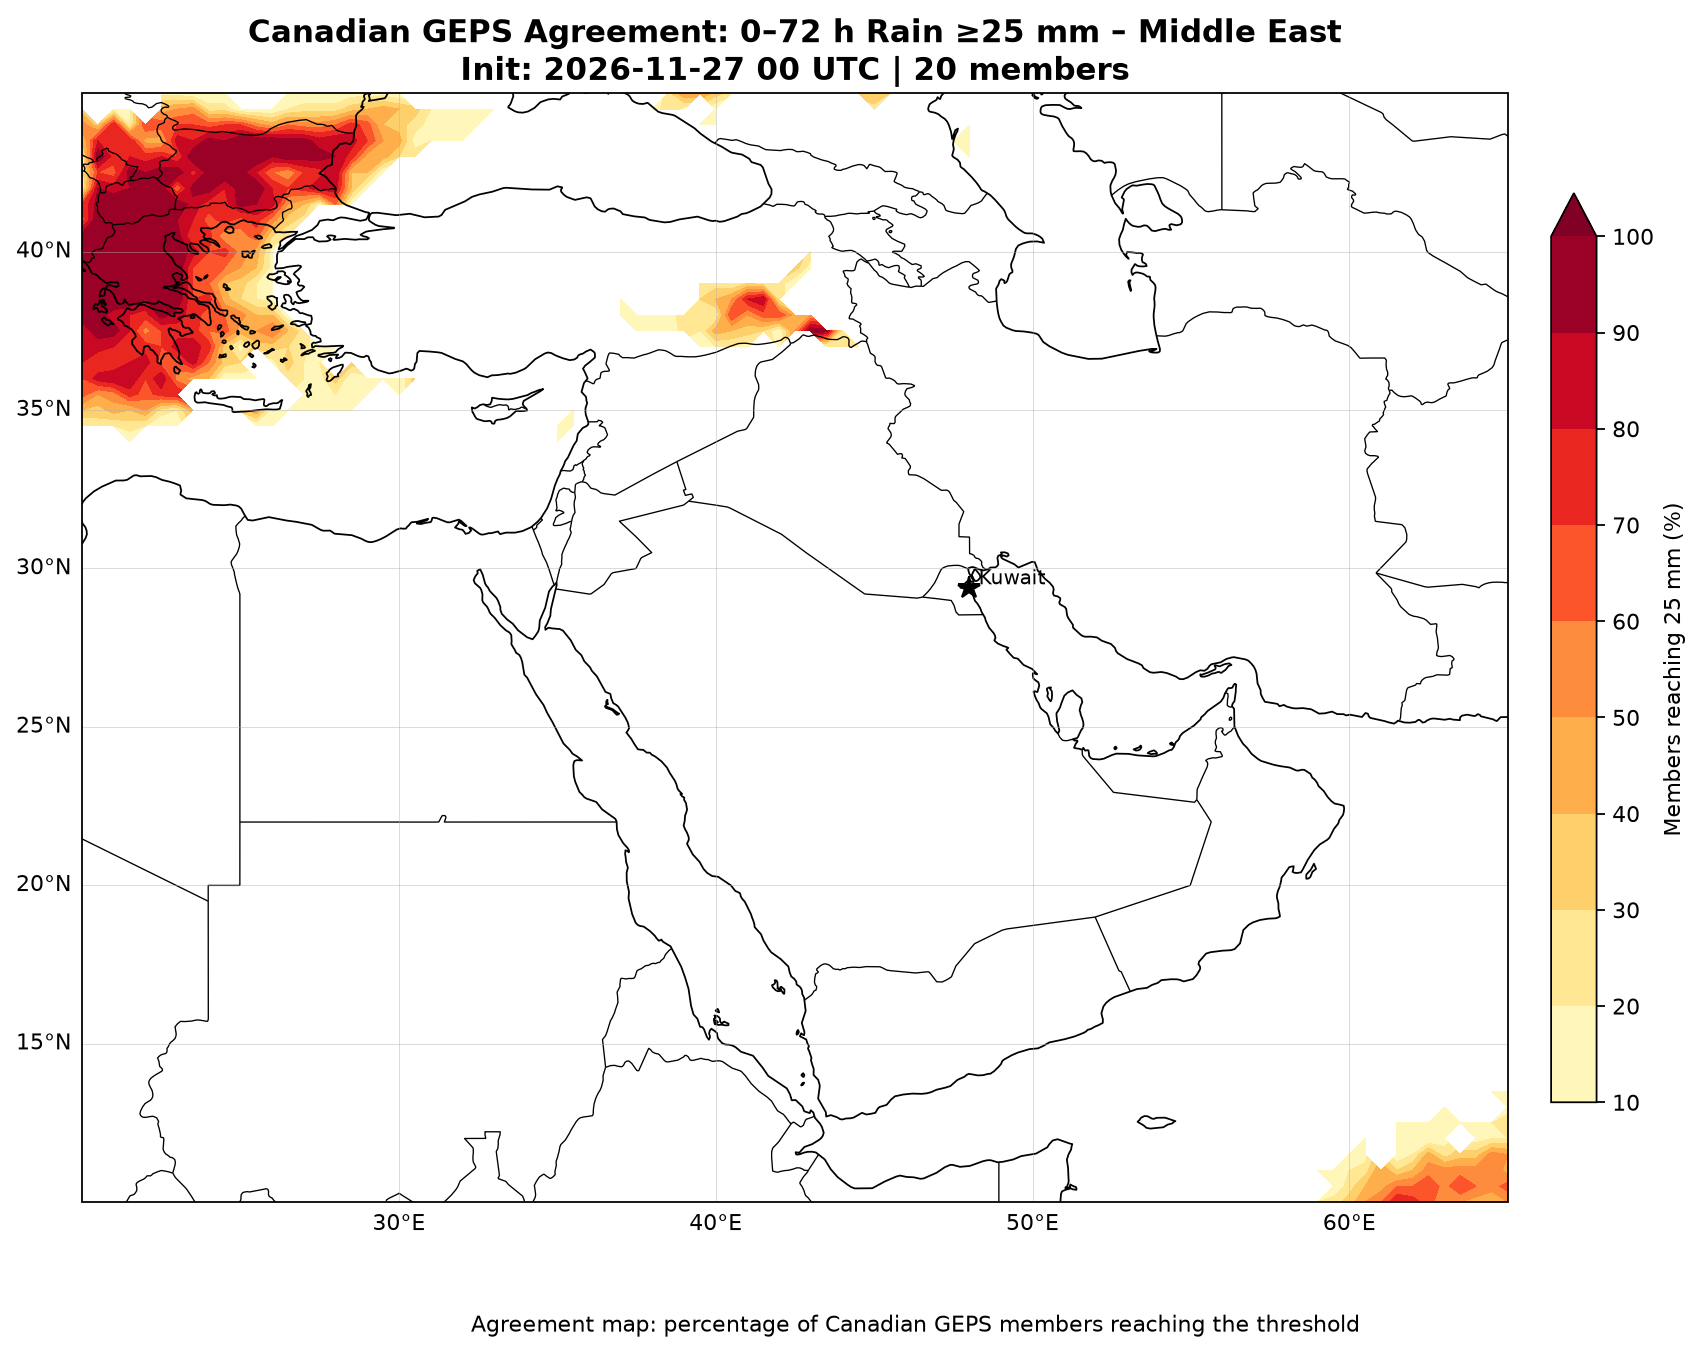 Canadian GEPS Agreement: 0–72 h Rain ≥25 mm – Middle East
Init: 2026-11-27 00 UTC | 20 members
40°N
35°N
30°N
25°N
20°N
15°N
30°E
40°E
50°E
60°E
Kuwait
100
90
80
70
60
50
40
30
20
10
Members reaching 25 mm (%)
Agreement map: percentage of Canadian GEPS members reaching the threshold